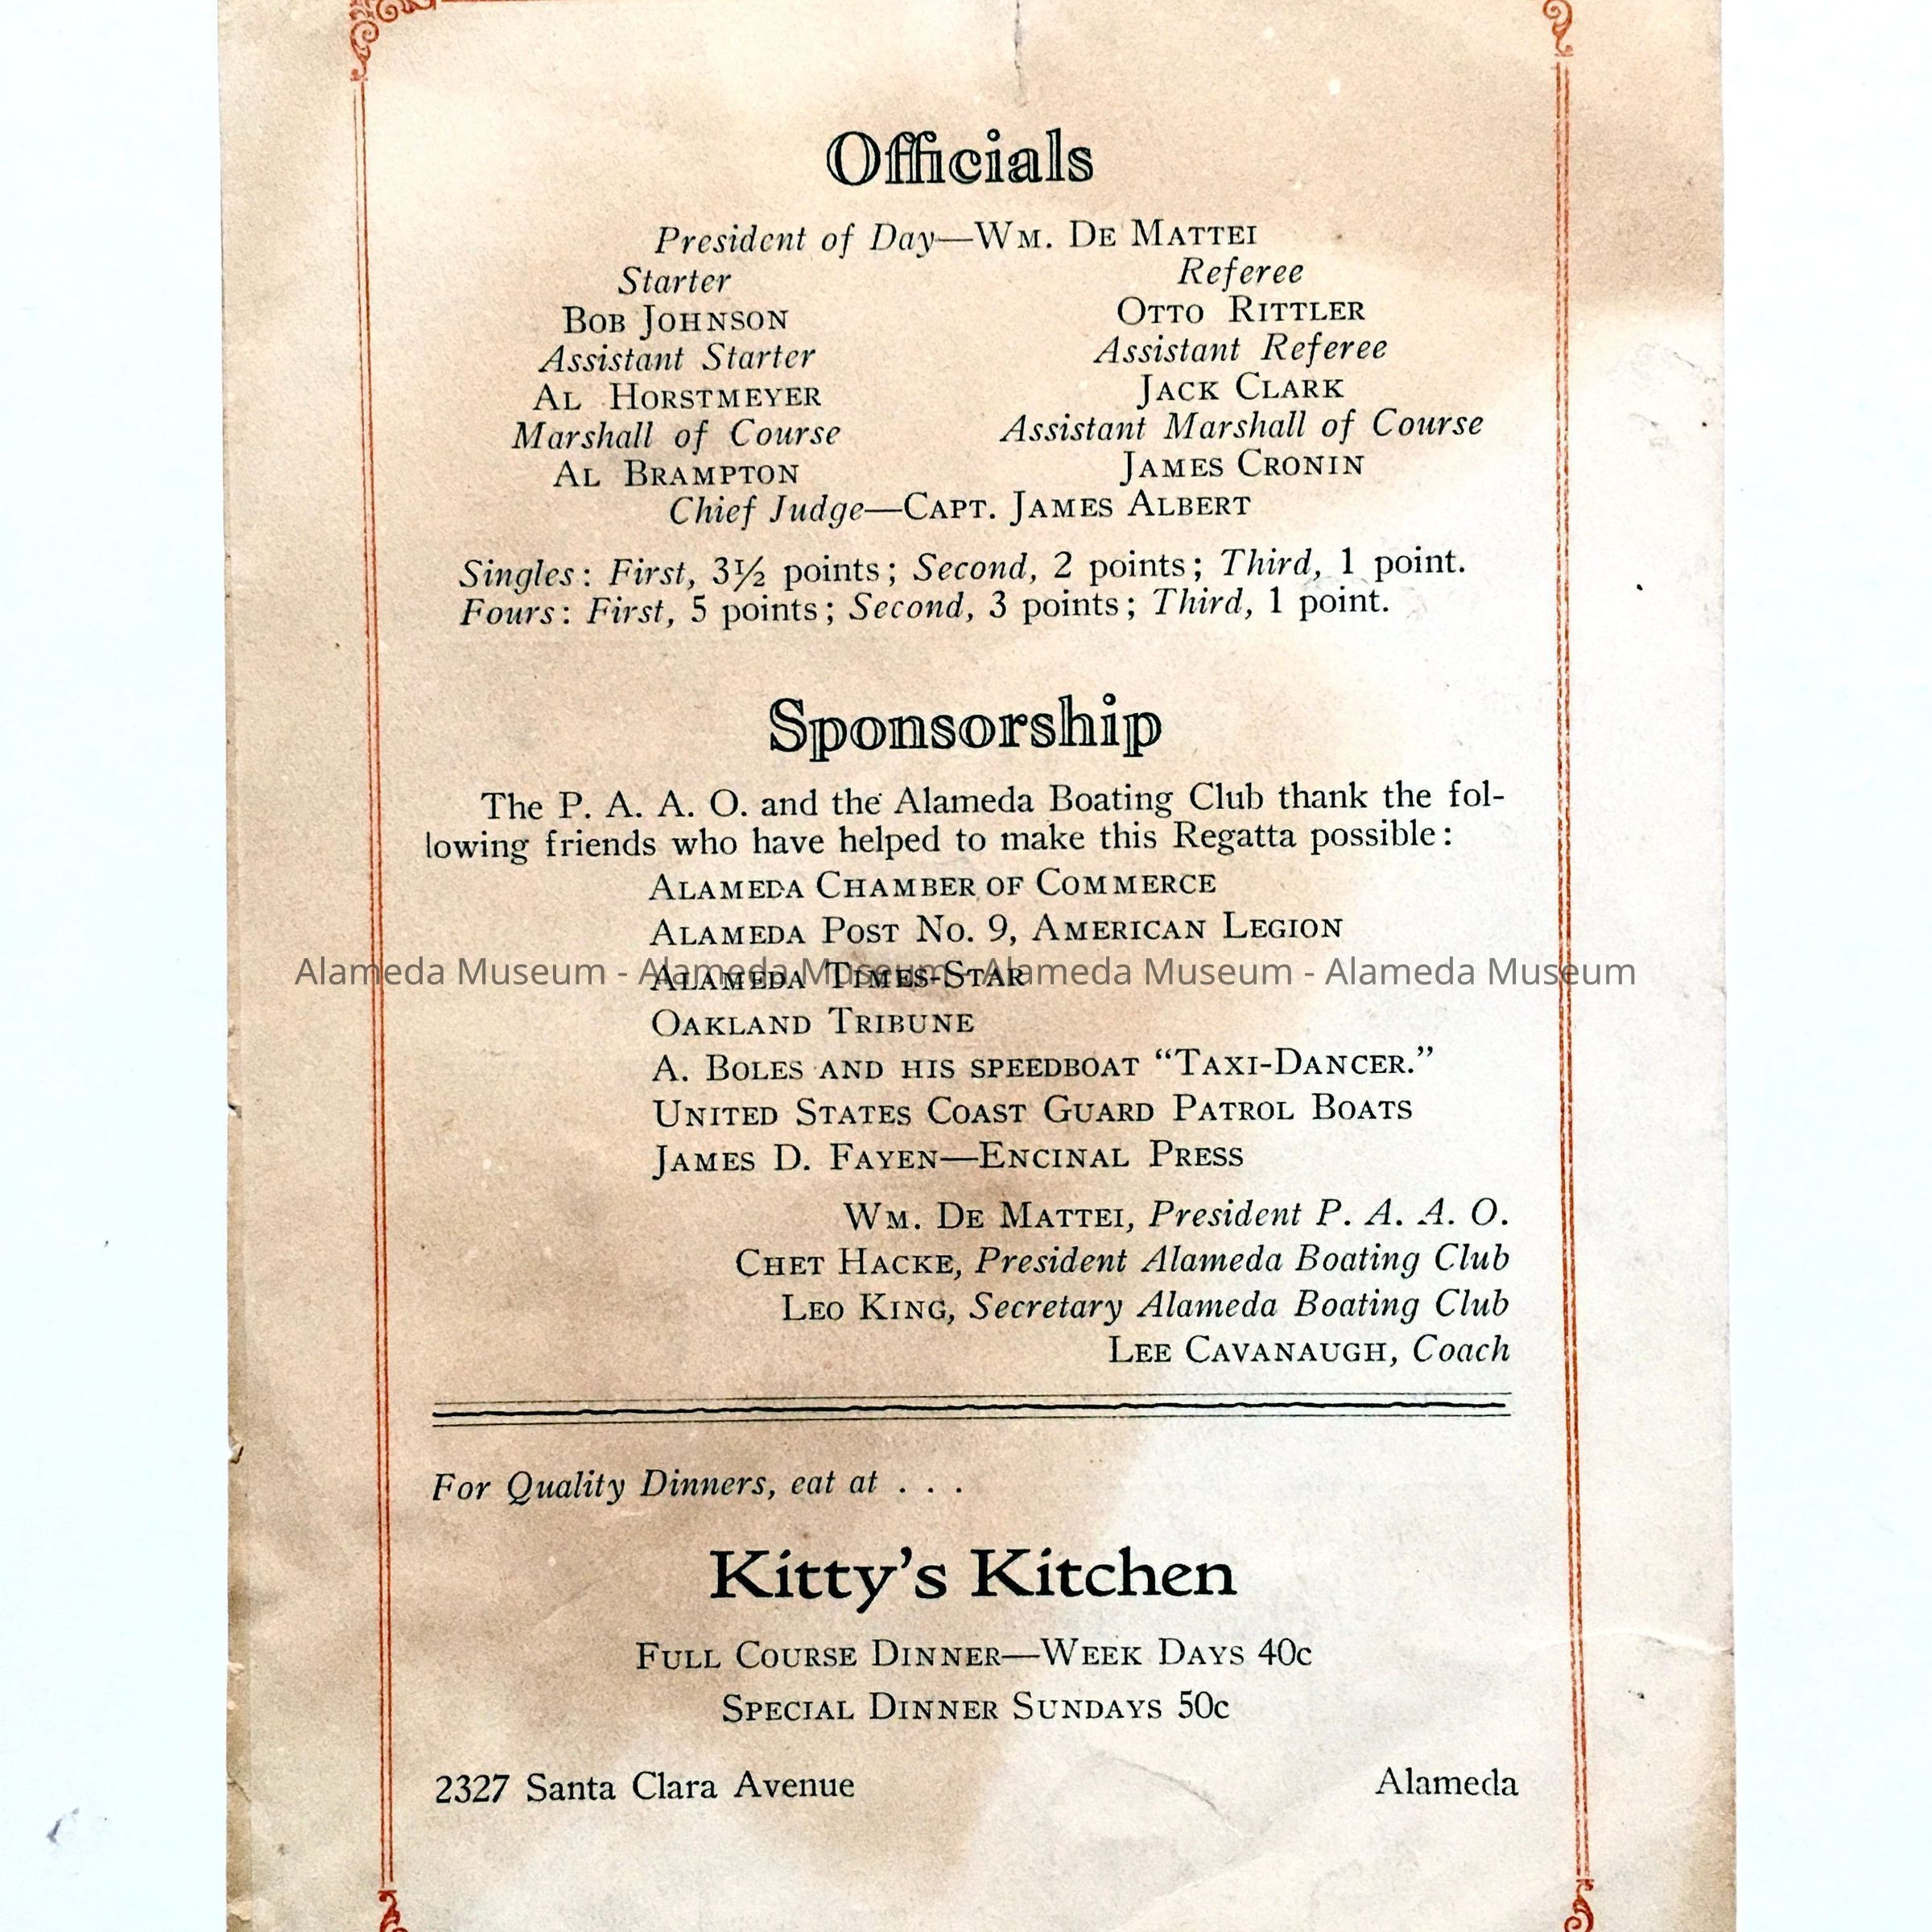 Officials
President of Day—Wm. De Mattei
Starter Referee
Bob Johnson Otto Rittler
Assistant Starter Assistant Referee
Al Horstmeyer Jack Clark
Marshall of Course Assistant Marshall of Course
Al Brampton James Cronin
Chief Judge—Capt. James Albert
Singles: First, 3½ points; Second, 2 points; Third, 1 point.
Fours: First, 5 points; Second, 3 points; Third, 1 point.
Sponsorship
The P. A. A. O. and the Alameda Boating Club thank the fol-
lowing friends who have helped to make this Regatta possible:
Alameda Chamber of Commerce
Alameda Post No. 9, American Legion
Alameda Times-Star
Alameda Museum - Alameda Museum - Alameda Museum - Alameda Museum
Oakland Tribune
A. Boles and his speedboat “Taxi-Dancer.”
United States Coast Guard Patrol Boats
James D. Fayen—Encinal Press
Wm. De Mattei, President P. A. A. O.
Chet Hacke, President Alameda Boating Club
Leo King, Secretary Alameda Boating Club
Lee Cavanaugh, Coach
For Quality Dinners, eat at . . .
Kitty’s Kitchen
Full Course Dinner—Week Days 40c
Special Dinner Sundays 50c
2327 Santa Clara Avenue Alameda